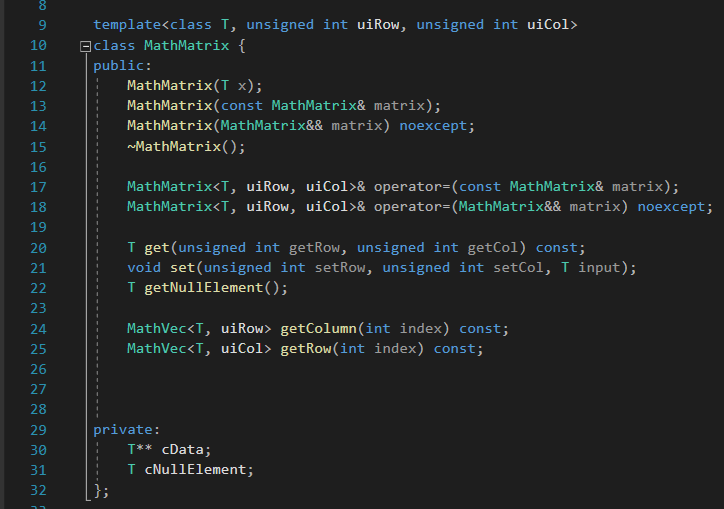 8
9 template<class T, unsigned int uiRow, unsigned int uiCol>
10 class MathMatrix {
11 public:
12 MathMatrix(T x);
13 MathMatrix(const MathMatrix& matrix);
14 MathMatrix(MathMatrix&& matrix) noexcept;
15 ~MathMatrix();
16
17 MathMatrix<T, uiRow, uiCol>& operator=(const MathMatrix& matrix);
18 MathMatrix<T, uiRow, uiCol>& operator=(MathMatrix&& matrix) noexcept;
19
20 T get(unsigned int getRow, unsigned int getCol) const;
21 void set(unsigned int setRow, unsigned int setCol, T input);
22 T getNullElement();
23
24 MathVec<T, uiRow> getColumn(int index) const;
25 MathVec<T, uiCol> getRow(int index) const;
26
27
28
29 private:
30 T** cData;
31 T cNullElement;
32 };
33